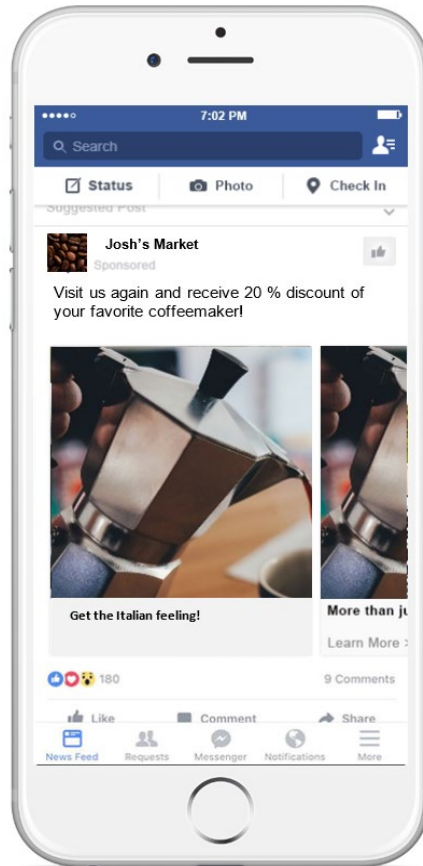 7:02 PM
Search
Status Photo Check In
Suggested Post
Josh's Market
Sponsored
Visit us again and receive 20 % discount of
your favorite coffeemaker!
Get the Italian feeling!
More than
Learn More
180
9 Comments
Like Comment Share
News Feed Requests Messenger Notifications More